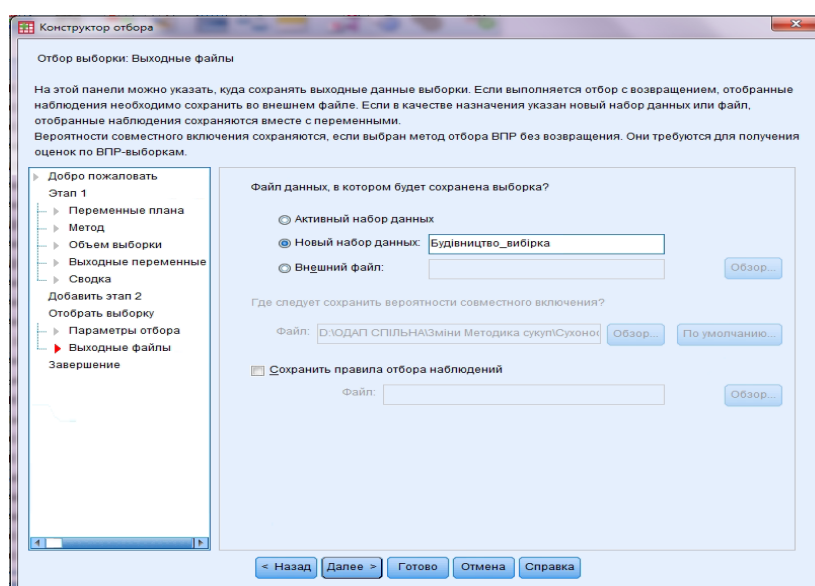 Конструктор отбора
Отбор выборки: Выходные файлы
На этой панели можно указать, куда сохранять выходные данные выборки. Если выполняется отбор с возвращением, отобранные
наблюдения необходимо сохранить во внешнем файле. Если в качестве назначения указан новый набор данных или файл,
отобранные наблюдения сохраняются вместе с переменными.
Вероятности совместного включения сохраняются, если выбран метод отбора ВПР без возвращения. Они требуются для получения
оценок по ВПР-выборкам.
Добро пожаловать
Этап 1
Переменные плана
Метод
Объем выборки
Выходные переменные
Сводка
Добавить этап 2
Отобрать выборку
Параметры отбора
Выходные файлы
Завершение
Файл данных, в котором будет сохранена выборка?
Активный набор данных
Новый набор данных: Будівництво_вибірка
Внешний файл: Обзор...
Где следует сохранить вероятности совместного включения?
Файл: D:\ОДАП СПІЛЬНА\Зміни Методика сукуп\Сухонос Обзор... По умолчанию...
Сохранить правила отбора наблюдений
Файл: Обзор...
< Назад Далее > Готово Отмена Справка